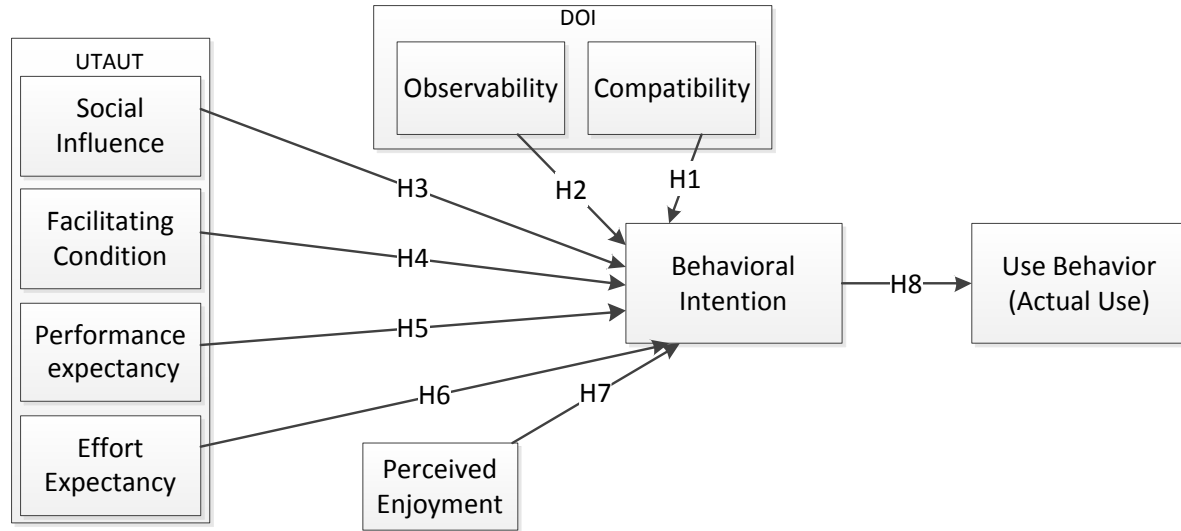 DOI
Observability
Compatibility
UTAUT
Social
Influence
Facilitating
Condition
Performance
expectancy
Effort
Expectancy
H3
H4
H5
H6
H2
H1
H7
Perceived
Enjoyment
Behavioral
Intention
H8
Use Behavior
(Actual Use)